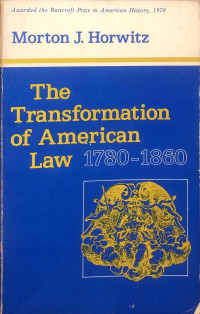 Awarded the Bancroft Prize in American History, 1978
Morton J. Horwitz
The
Transformation
of American
Law 1780-1860